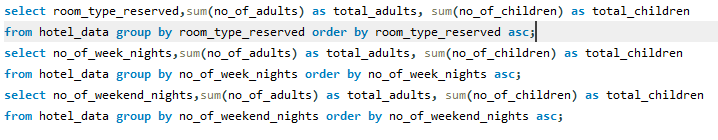 select room_type_reserved,sum(no_of_adults) as total_adults, sum(no_of_children) as total_children
from hotel_data group by room_type_reserved order by room_type_reserved asc;
select no_of_week_nights,sum(no_of_adults) as total_adults, sum(no_of_children) as total_children
from hotel_data group by no_of_week_nights order by no_of_week_nights asc;
select no_of_weekend_nights,sum(no_of_adults) as total_adults, sum(no_of_children) as total_children
from hotel_data group by no_of_weekend_nights order by no_of_weekend_nights asc;